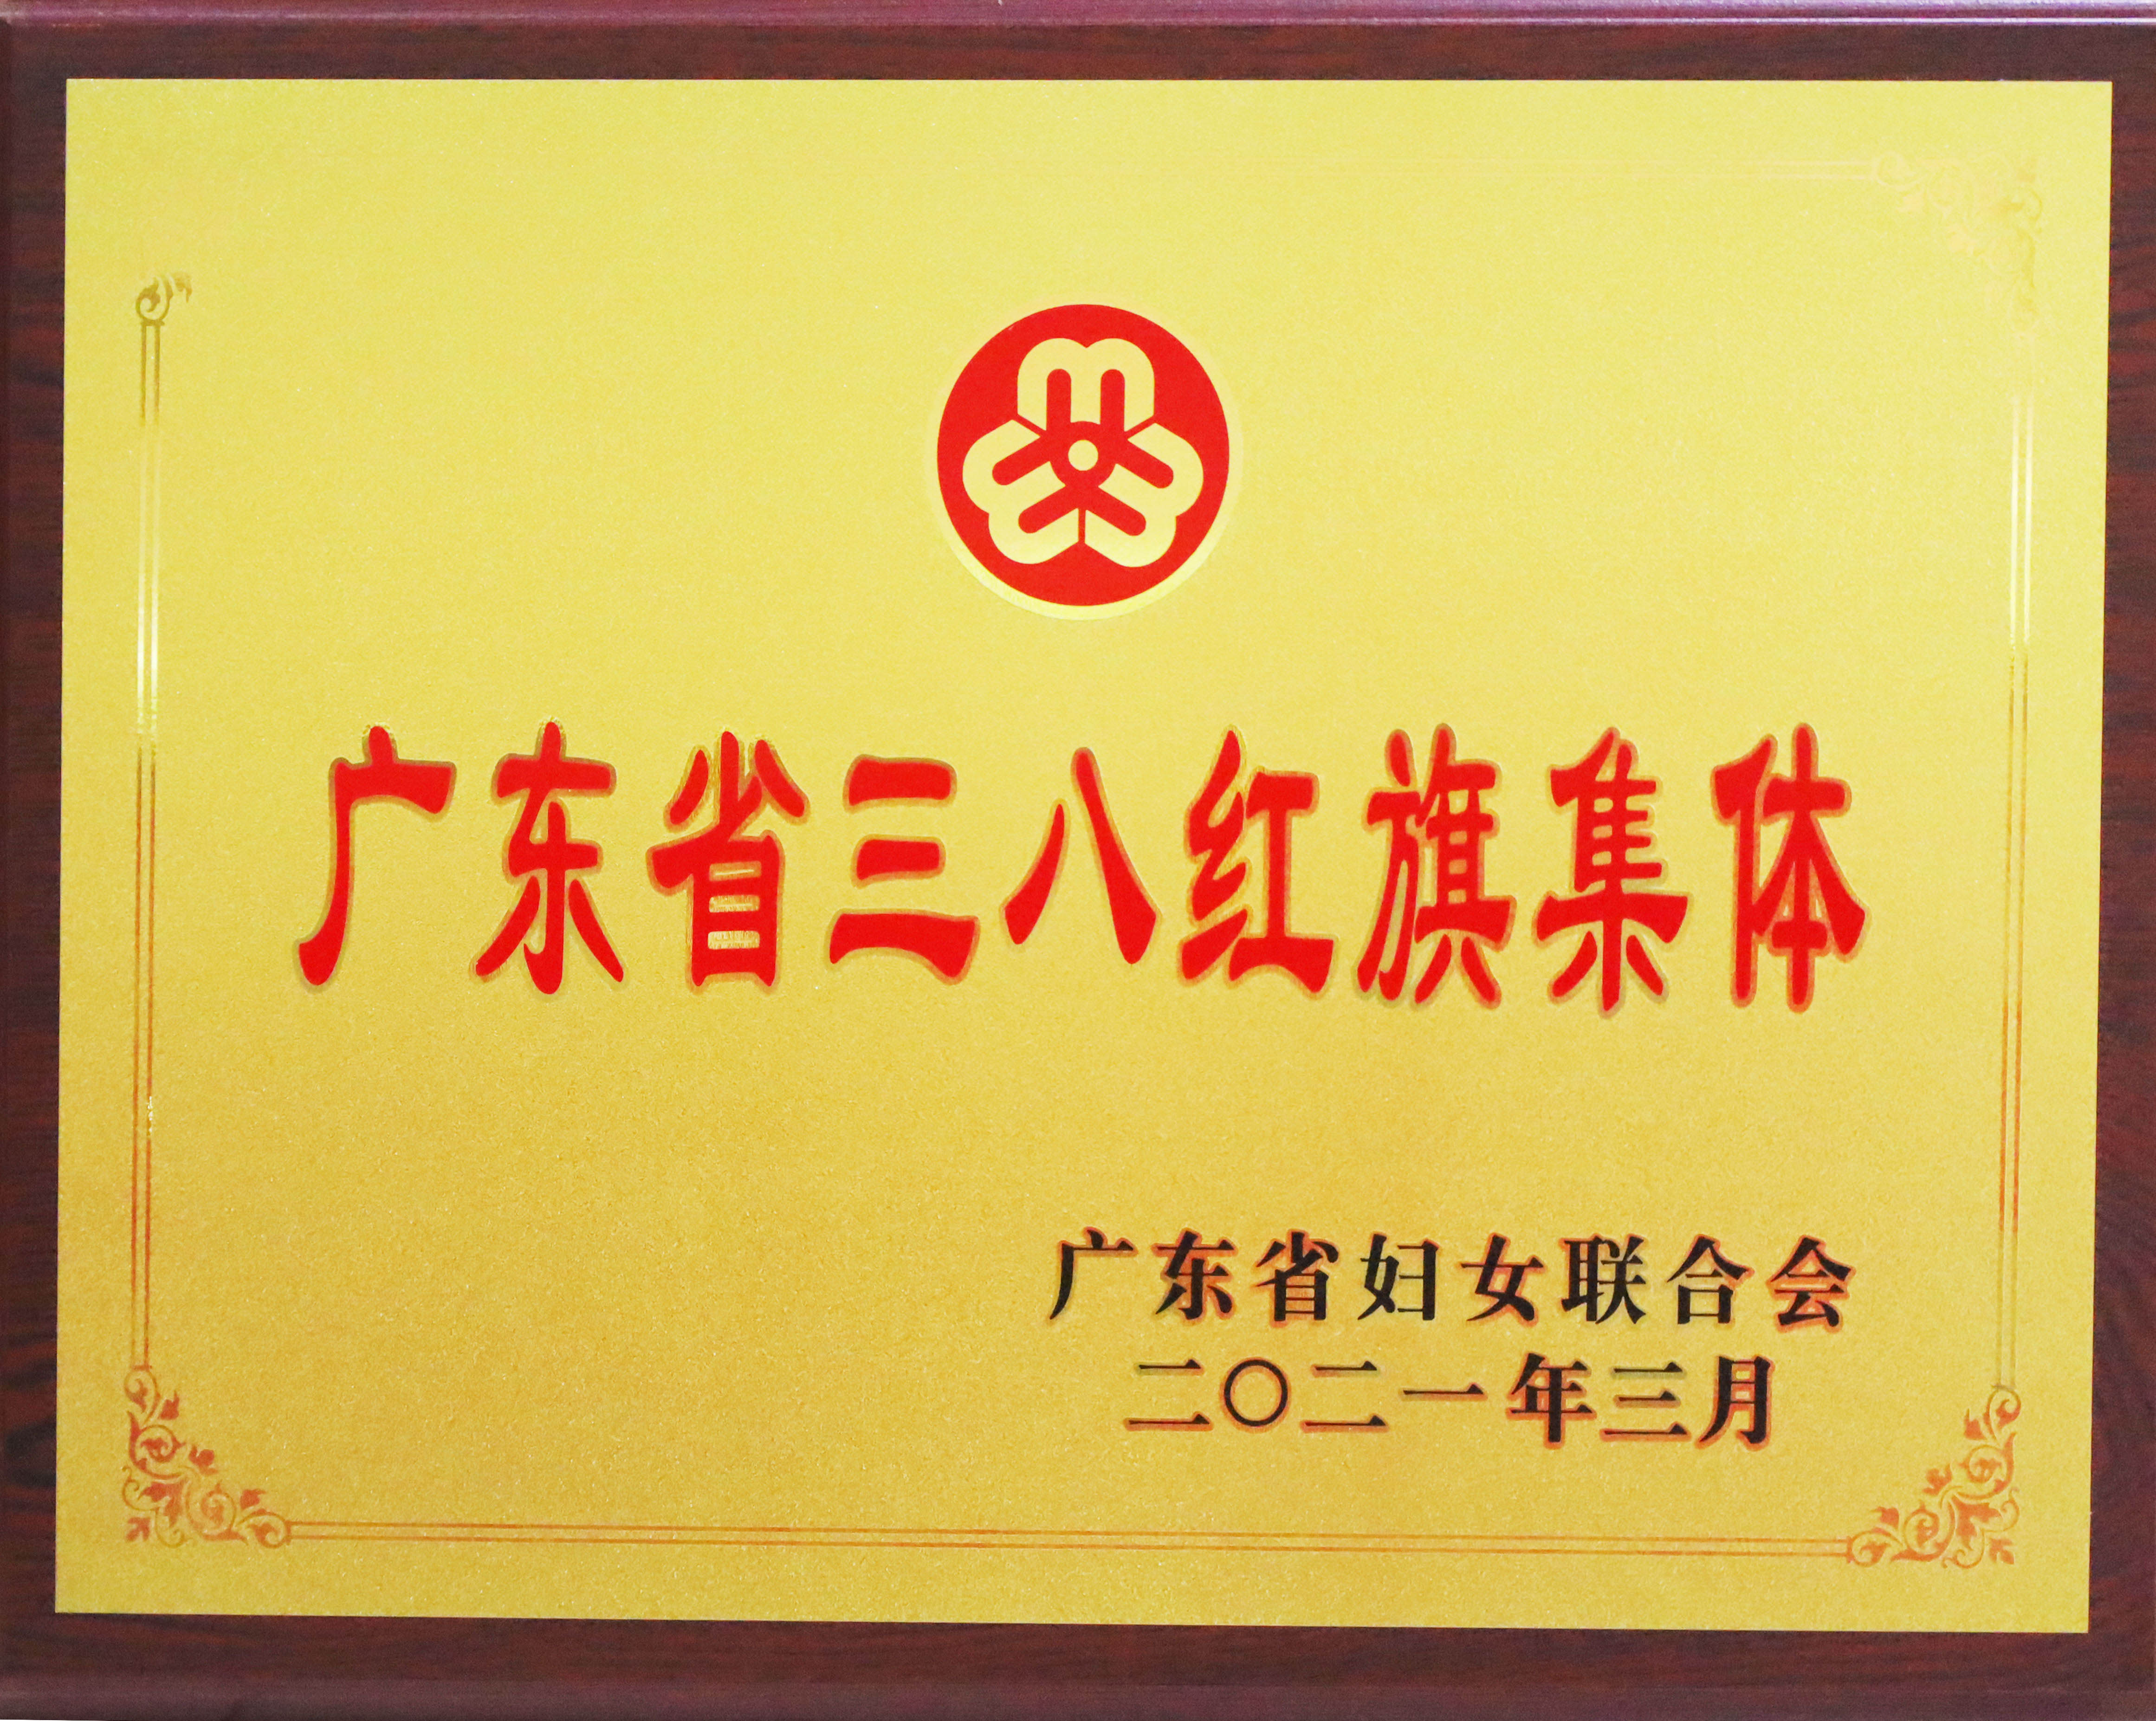 广东省三八红旗集体
广东省妇女联合会
二〇二一年三月